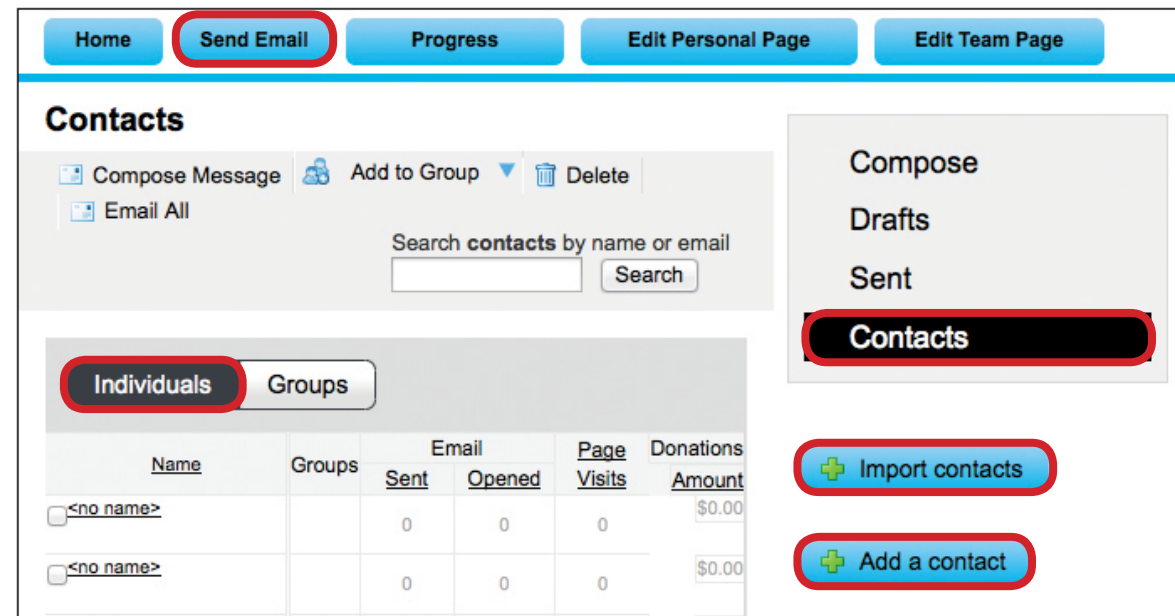 Home Send Email Progress Edit Personal Page Edit Team Page
Contacts
Compose Message Add to Group Delete
Email All
Search contacts by name or email
Search
Individuals Groups
Name Groups Email Page Donations
Sent Opened Visits Amount
<no name> 0 0 0 $0.00
<no name> 0 0 0 $0.00
Compose
Drafts
Sent
Contacts
Import contacts
Add a contact